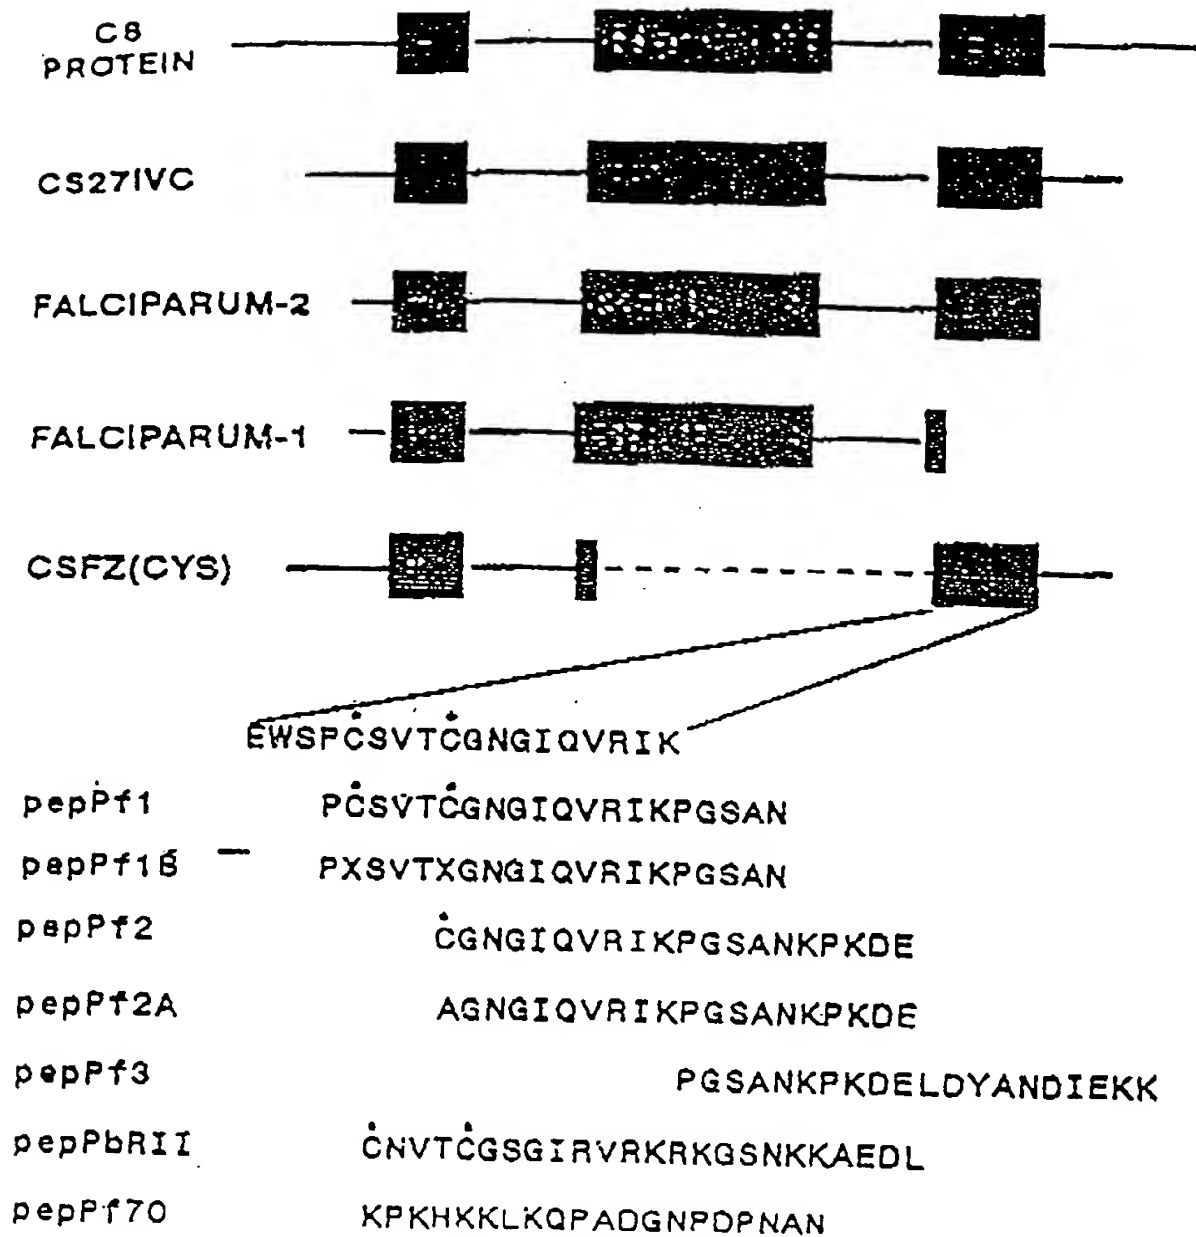 CS
PROTEIN
CS27IVC
FALCIPARUM-2
FALCIPARUM-1
CSFZ(CYS)
EWSPCSVTCGNGIQVRIK
pepPf1 PCSVTCGNGIQVRIKPGSAN
pepPf1B PXSVTXGNGIQVRIKPGSAN
pepPf2 CGNGIQVRIKPGSANKPKDE
pepPf2A AGNGIQVRIKPGSANKPKDE
pepPf3 PGSANKPKDELDYANDIEKK
pepPbRII CNVTCGSGIRVRKRKGSNKKAEDL
pepPf70 KPKHKKLKQPADGNPDPNAN